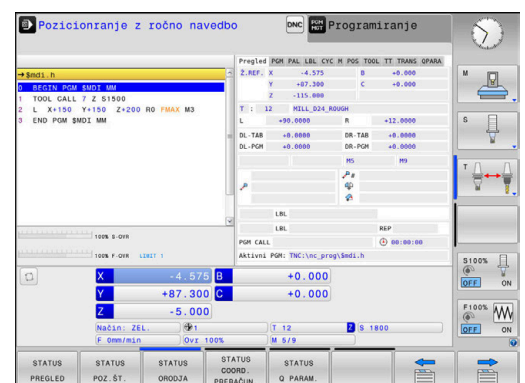 Pozicionranje z ročno navedbo
DNC PGM MGT Programiranje
→$mdi.h
0 BEGIN PGM $MDI MM
1 TOOL CALL 7 Z S1500
2 L X+150 Y+150 Z+200 R0 FMAX M3
3 END PGM $MDI MM
100% S-OVR
100% F-OVR LIMIT 1
Pregled PGM PAL LBL CYC M POS TOOL TT TRANS QPARA
Ž.REF. X -4.575 B +0.000
Y +87.300 C +0.000
Z -115.000
T : 12 MILL_D24_ROUGH
L +90.0000 R +12.0000
DL-TAB +0.0000 DR-TAB +0.0000
DL-PGM +0.0000 DR-PGM +0.0000
M5 M9
LBL
LBL REP
PGM CALL 00:00:00
Aktivni PGM: TNC:\nc_prog\$mdi.h
X -4.575 B +0.000
Y +87.300 C +0.000
Z -5.000
Način: ŽEL. 1 T 12 Z S 1800
F 0mm/min Ovr 100% M 5/9
M
S
T
S100%
OFF ON
F100%
OFF ON
STATUS PREGLED
STATUS POZ.ŠT.
STATUS ORODJA
STATUS COORD. PRERAČUN.
STATUS Q PARAM.